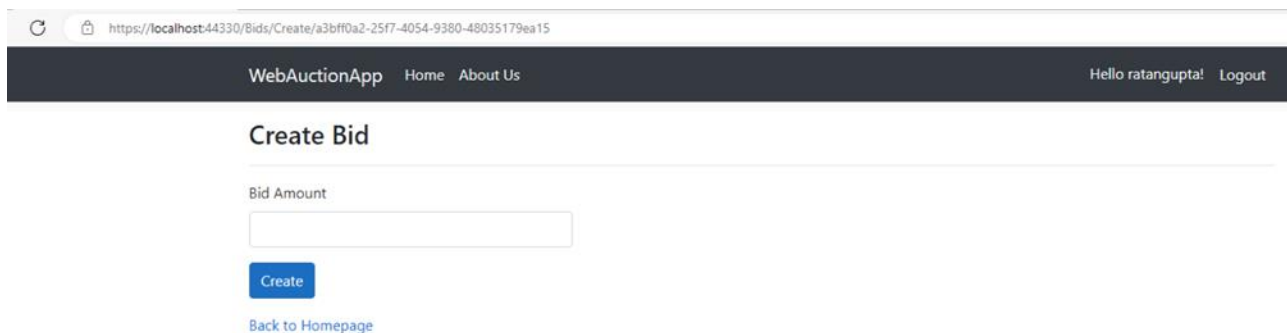 https://localhost:44330/Bids/Create/a3bff0a2-25f7-4054-9380-48035179ea15
WebAuctionApp Home About Us Hello ratangupta! Logout
Create Bid
Bid Amount
Create
Back to Homepage